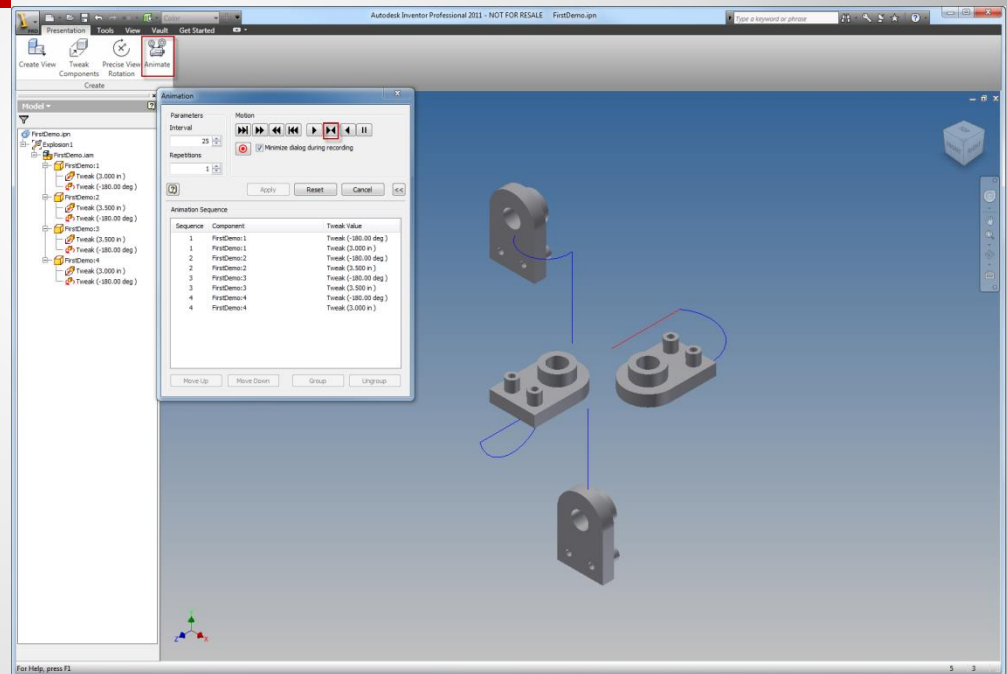 Autodesk Inventor Professional 2011 - NOT FOR RESALE FirstDemo.ipn
Type a keyword or phrase
PRO
Color
Presentation Tools View Vault Get Started
Create View
Tweak Components
Precise View Rotation
Animate
Create
Model
FirstDemo.ipn
Explosion1
FirstDemo.iam
FirstDemo:1
Tweak (3.000 in )
Tweak (-180.00 deg )
FirstDemo:2
Tweak (3.500 in )
Tweak (-180.00 deg )
FirstDemo:3
Tweak (3.500 in )
Tweak (-180.00 deg )
FirstDemo:4
Tweak (3.000 in )
Tweak (-180.00 deg )
Animation
Parameters
Interval
25
Repetitions
1
Motion
Minimize dialog during recording
Apply Reset Cancel <<
Animation Sequence
Sequence Component Tweak Value
1 FirstDemo:1 Tweak (-180.00 deg )
1 FirstDemo:1 Tweak (3.000 in )
2 FirstDemo:2 Tweak (-180.00 deg )
2 FirstDemo:2 Tweak (3.500 in )
3 FirstDemo:3 Tweak (-180.00 deg )
3 FirstDemo:3 Tweak (3.500 in )
4 FirstDemo:4 Tweak (-180.00 deg )
4 FirstDemo:4 Tweak (3.000 in )
Move Up Move Down Group Ungroup
Z X
For Help, press F1
5 3